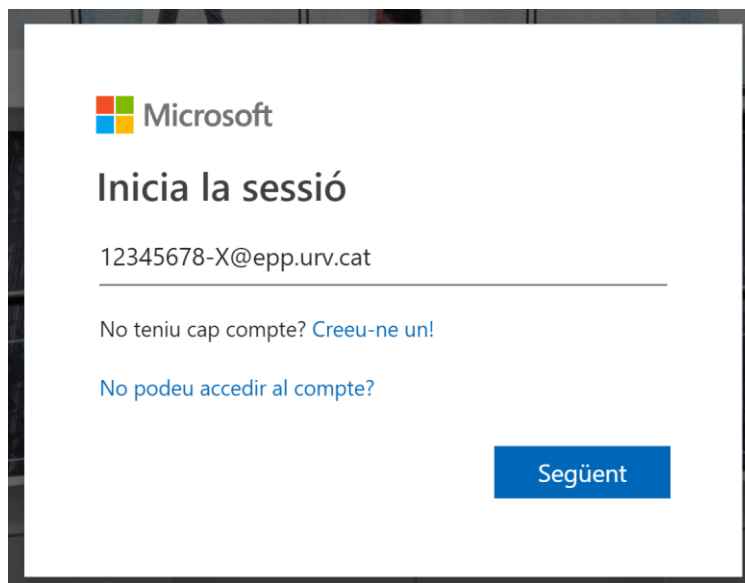 Microsoft
Inicia la sessió
12345678-X@epp.urv.cat
No teniu cap compte? Creeu-ne un!
No podeu accedir al compte?
Següent